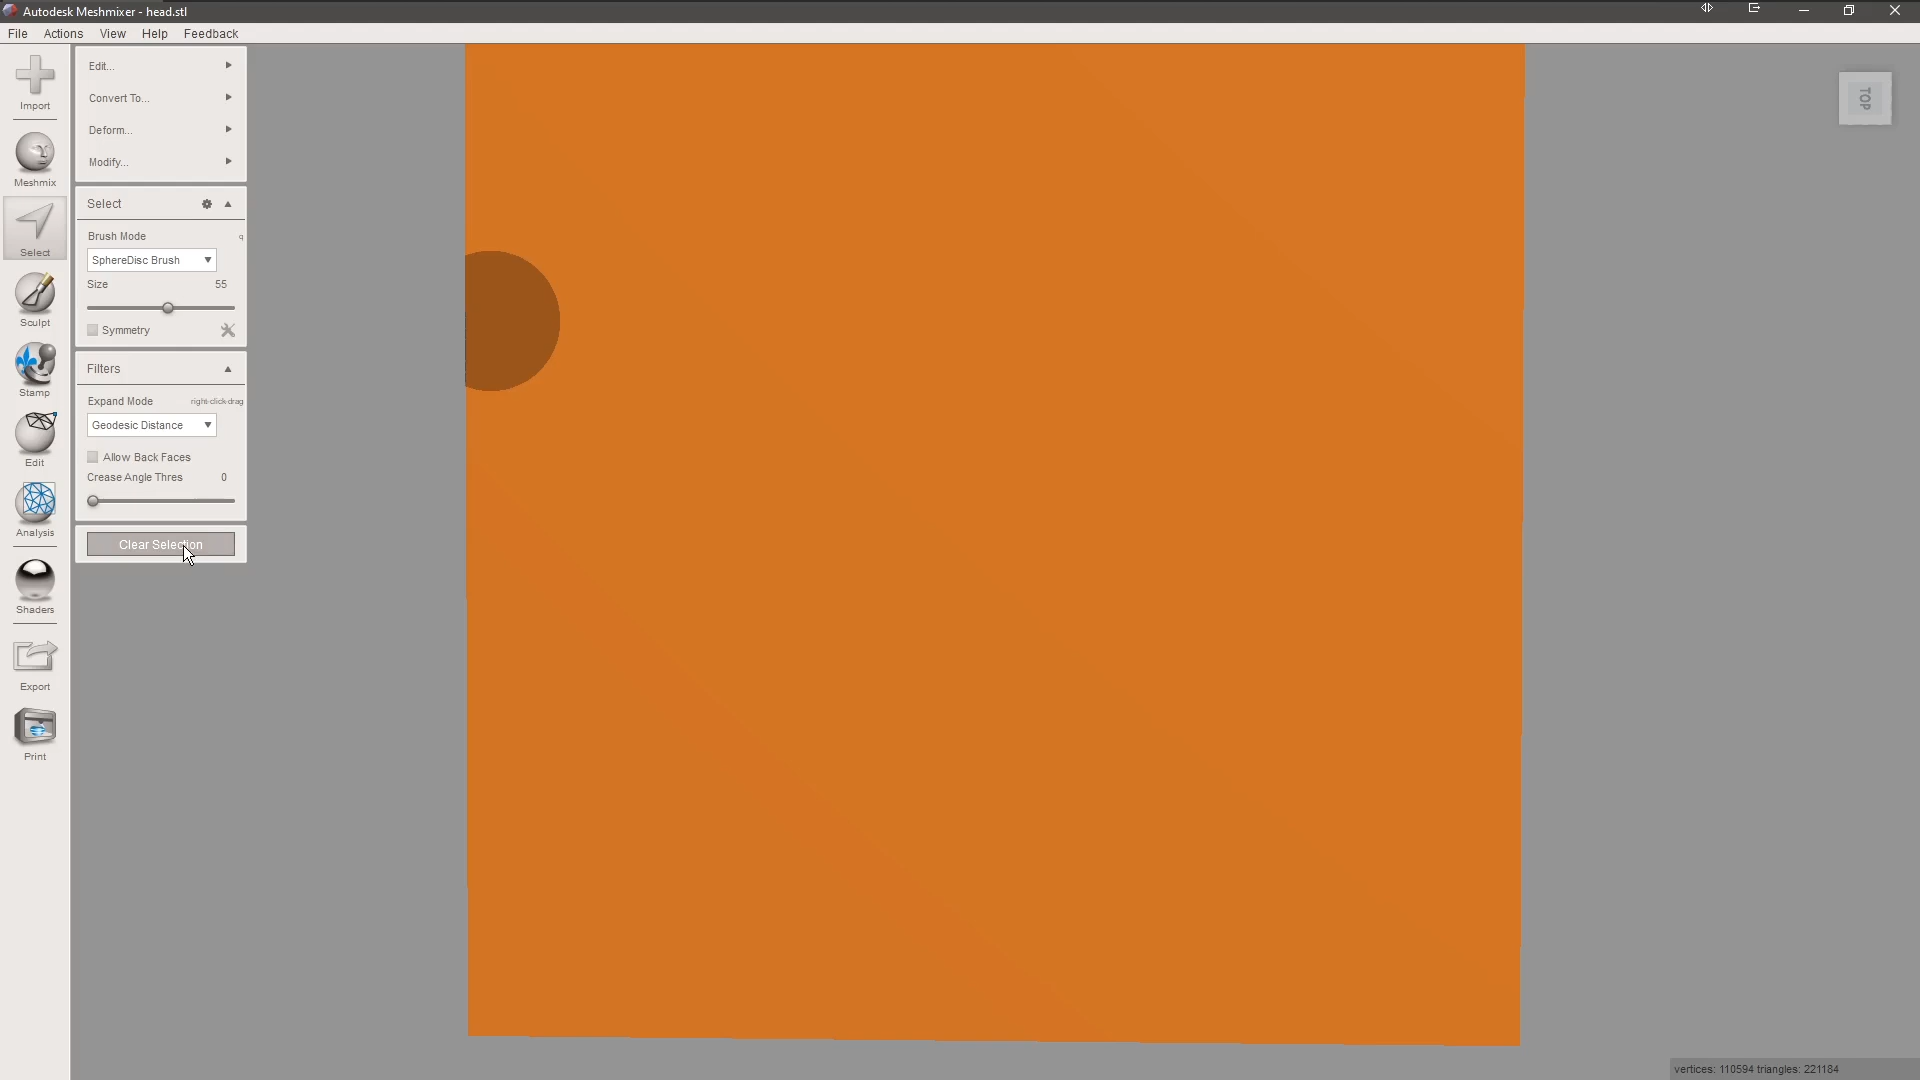 Autodesk Meshmixer - head.stl
File Actions View Help Feedback
Import
Meshmix
Select
Sculpt
Stamp
Edit
Analysis
Shaders
Export
Print
Edit...
Convert To...
Deform...
Modify...
Select
Brush Mode q
SphereDisc Brush
Size 55
Symmetry
Filters
Expand Mode right-click-drag
Geodesic Distance
Allow Back Faces
Crease Angle Thres 0
Clear Selection
TOP
vertices: 110594 triangles: 221184